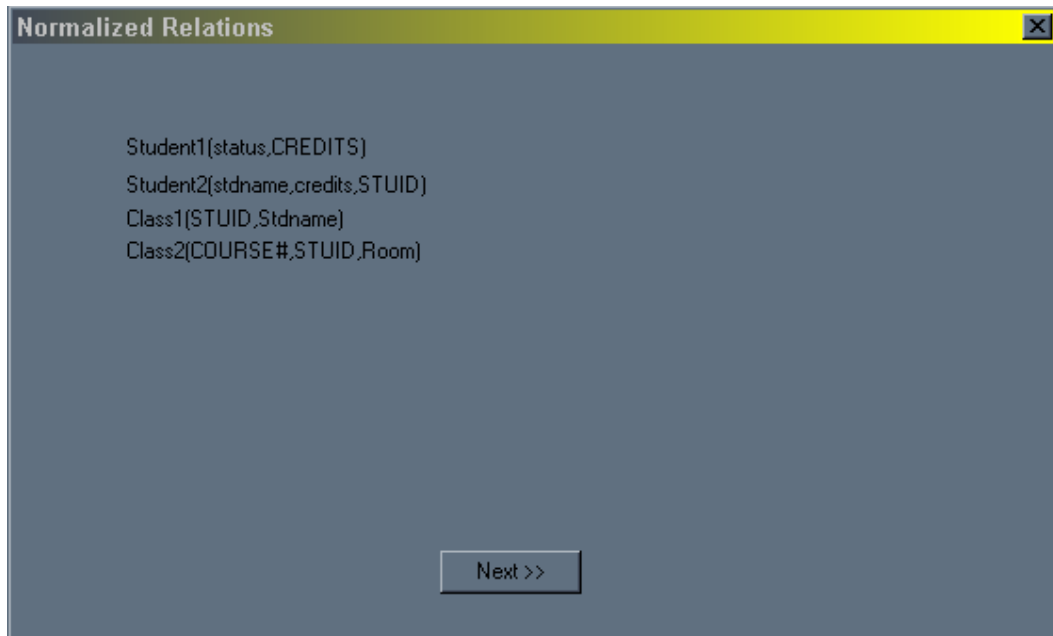 Normalized Relations
Student1(status,CREDITS)
Student2(stdname,credits,STUID)
Class1(STUID,Stdname)
Class2(COURSE#,STUID,Room)
Next >>